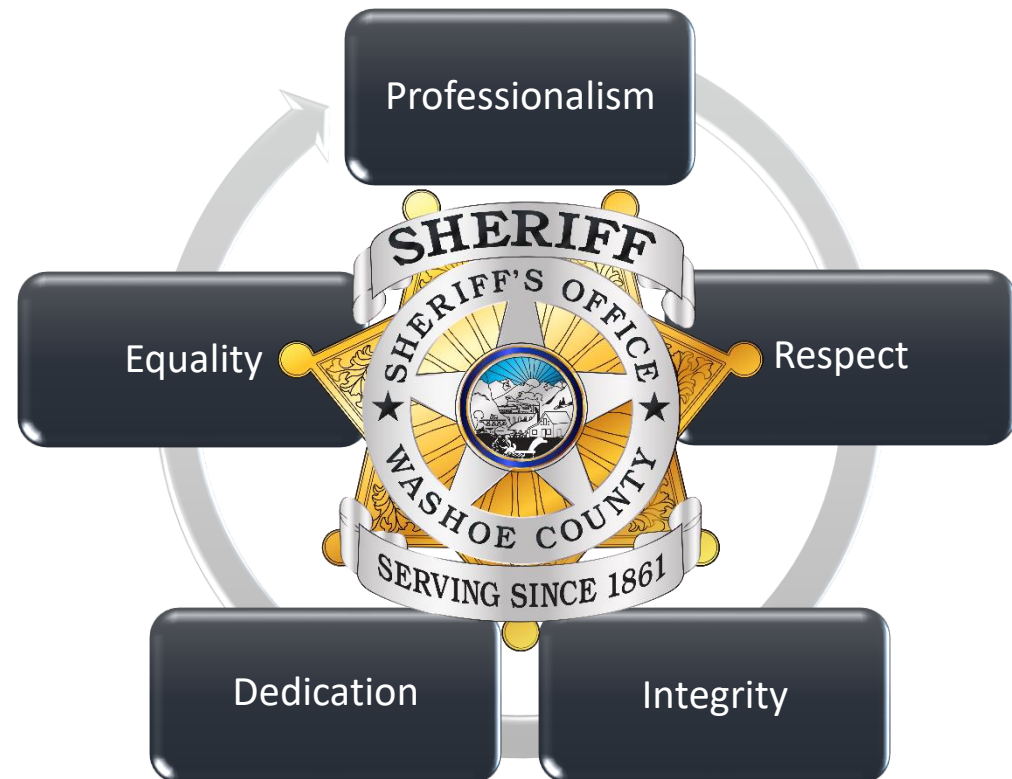 Professionalism
SHERIFF
SHERIFF'S OFFICE
Equality
Respect
WASHOE COUNTY
SERVING SINCE 1861
Dedication
Integrity